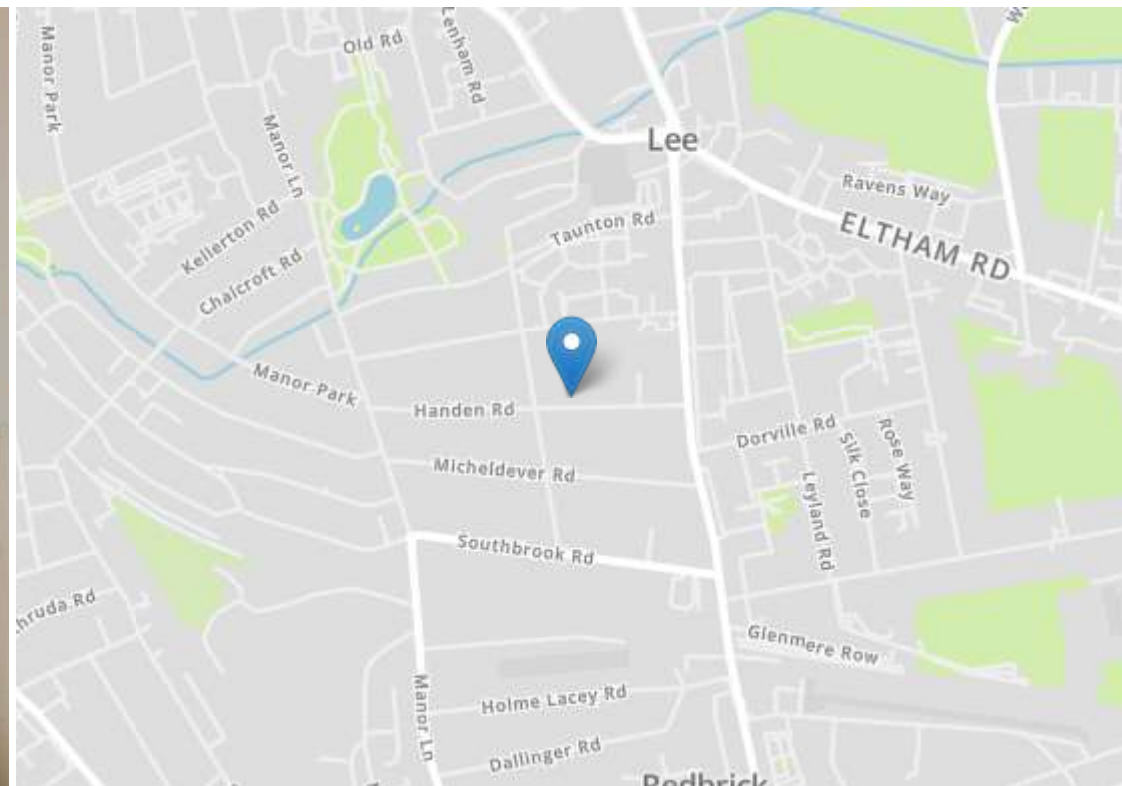 Manor Park
Old Rd
Lenham Rd
Manor Ln
Lee
Ravens Way
Kellerton Rd
Taunton Rd
ELTHAM RD
Chalcroft Rd
Manor Park
Handen Rd
Dorville Rd
Silk Close
Rose Way
Micheldever Rd
Leyland Rd
Southbrook Rd
hruda Rd
Glenmere Row
Manor Ln
Holme Lacey Rd
Dallinger Rd